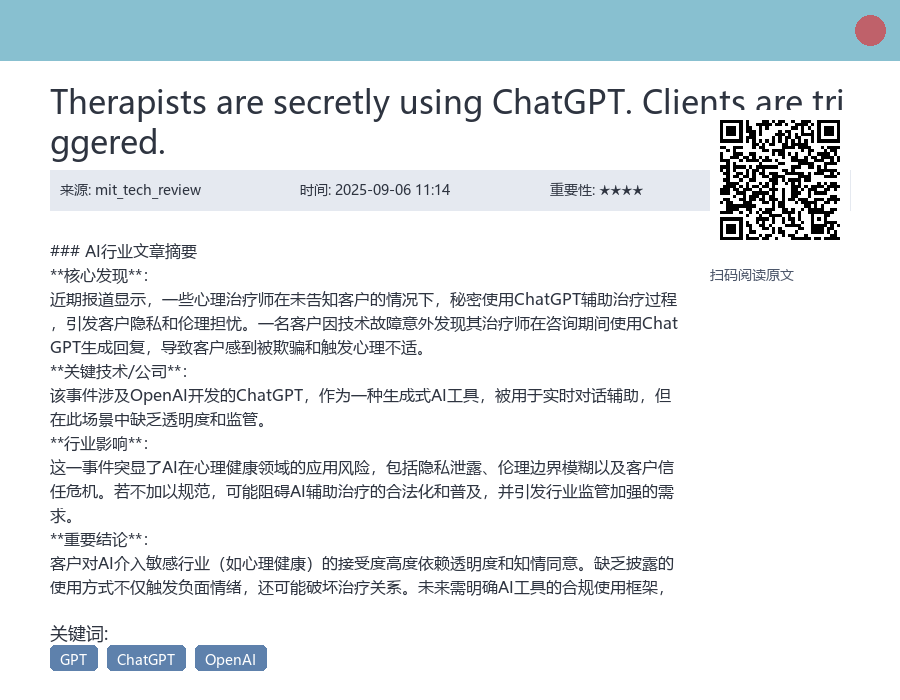 Therapists are secretly using ChatGPT. Clients are tri
ggered.
来源: mit_tech_review
时间: 2025-09-06 11:14
重要性: ★★★★
### AI行业文章摘要
**核心发现**：
近期报道显示，一些心理治疗师在未告知客户的情况下，秘密使用ChatGPT辅助治疗过程
，引发客户隐私和伦理担忧。一名客户因技术故障意外发现其治疗师在咨询期间使用Chat
GPT生成回复，导致客户感到被欺骗和触发心理不适。
**关键技术/公司**：
该事件涉及OpenAI开发的ChatGPT，作为一种生成式AI工具，被用于实时对话辅助，但
在此场景中缺乏透明度和监管。
**行业影响**：
这一事件突显了AI在心理健康领域的应用风险，包括隐私泄露、伦理边界模糊以及客户信
任危机。若不加以规范，可能阻碍AI辅助治疗的合法化和普及，并引发行业监管加强的需
求。
**重要结论**：
客户对AI介入敏感行业（如心理健康）的接受度高度依赖透明度和知情同意。缺乏披露的
使用方式不仅触发负面情绪，还可能破坏治疗关系。未来需明确AI工具的合规使用框架，
扫码阅读原文
关键词:
GPT
ChatGPT
OpenAI